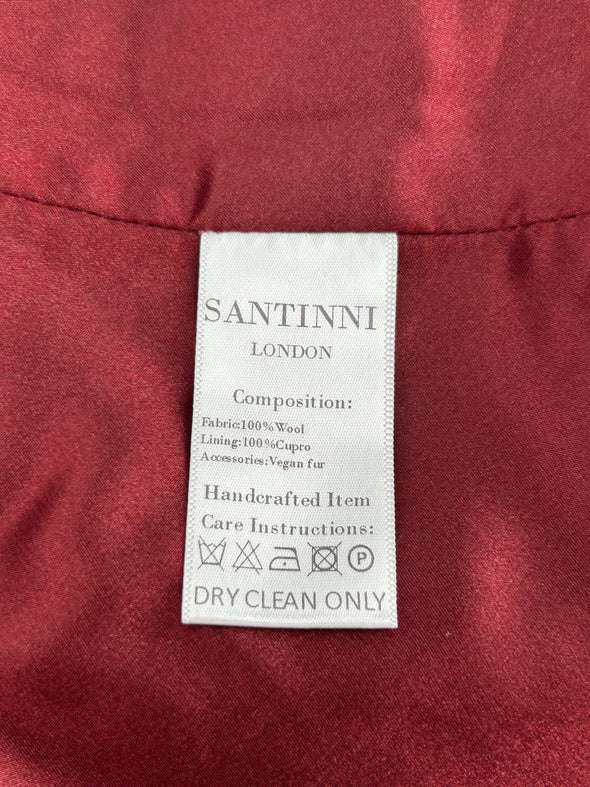 SANTINNI
LONDON
Composition:
Fabric:100%Wool
Lining:100%Cupro
Accessories:Vegan fur
Handcrafted Item
Care Instructions:
P
DRY CLEAN ONLY